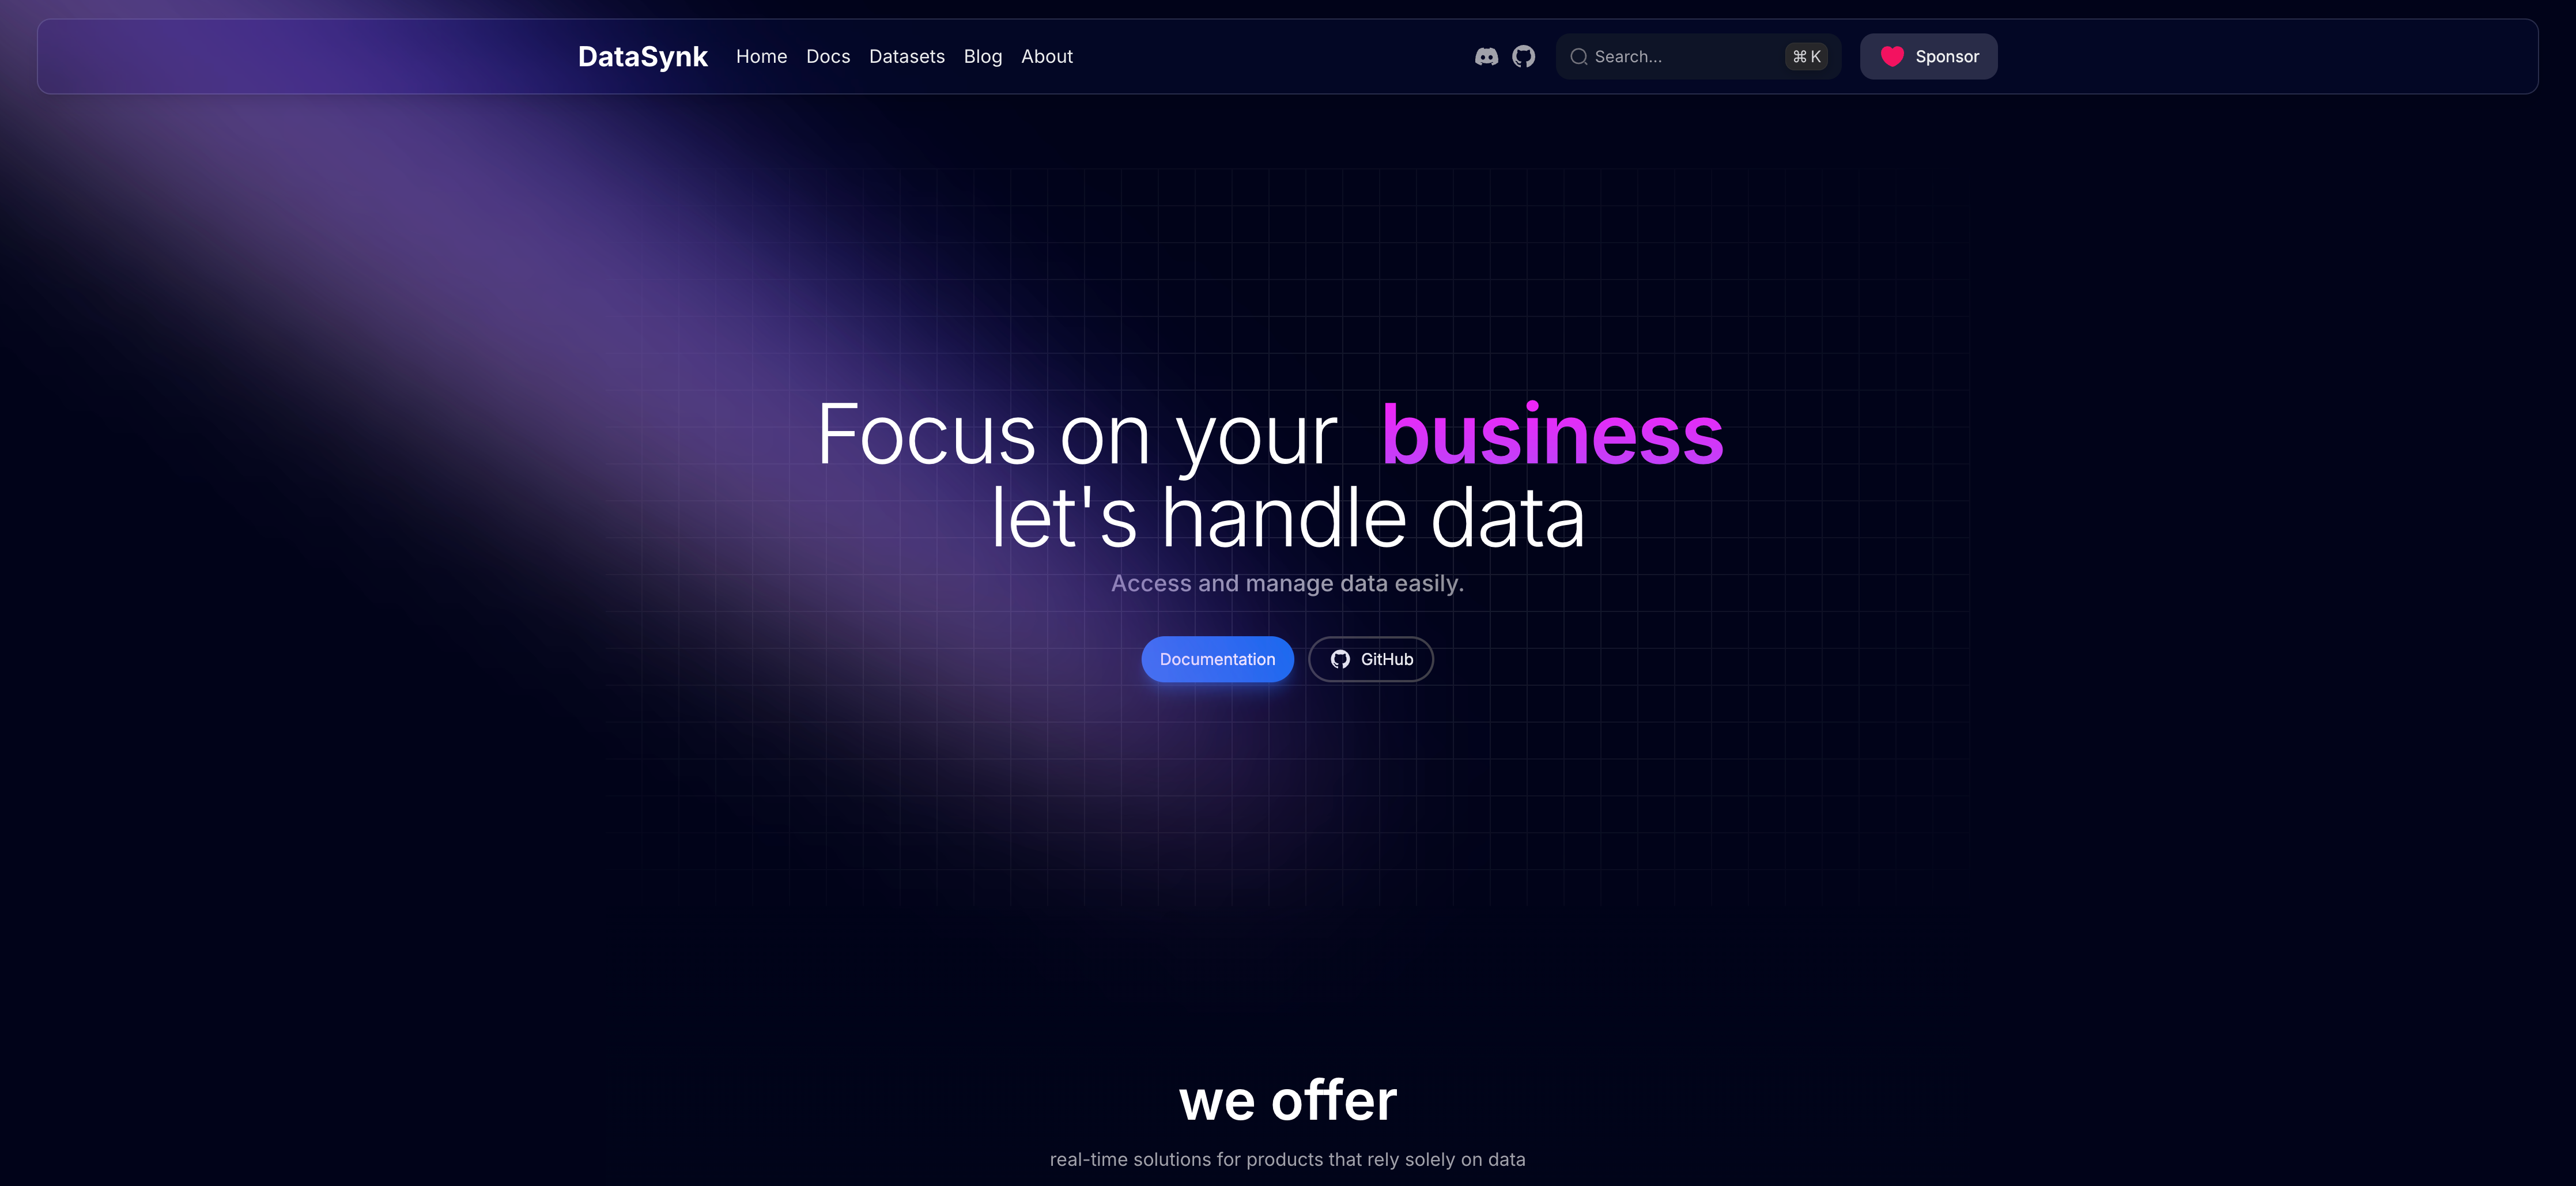 DataSynk Home Docs Datasets Blog About Search... ⌘ K Sponsor
Focus on your business
let's handle data
Access and manage data easily.
Documentation GitHub
we offer
real-time solutions for products that rely solely on data